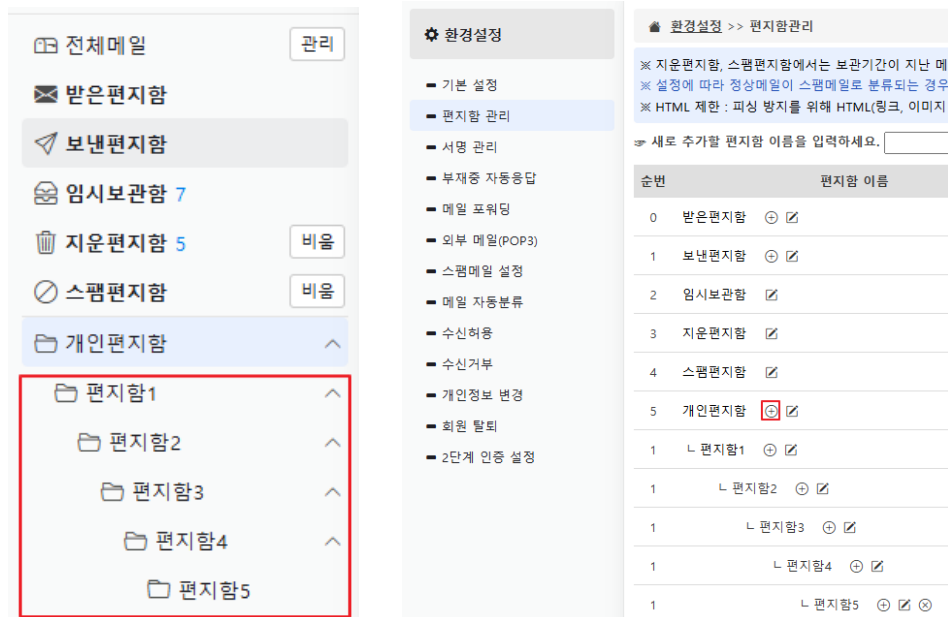 전체메일 관리
받은편지함
보낸편지함
임시보관함 7
지운편지함 5 비움
스팸편지함 비움
개인편지함
편지함1
편지함2
편지함3
편지함4
편지함5
환경설정
기본 설정
편지함 관리
서명 관리
부재중 자동응답
메일 포워딩
외부 메일(POP3)
스팸메일 설정
메일 자동분류
수신허용
수신거부
개인정보 변경
회원 탈퇴
2단계 인증 설정
환경설정 >> 편지함관리
※ 지운편지함, 스팸편지함에서는 보관기간이 지난 메
※ 설정에 따라 정상메일이 스팸메일로 분류되는 경우
※ HTML 제한 : 피싱 방지를 위해 HTML(링크, 이미지
☞ 새로 추가할 편지함 이름을 입력하세요.
순번 편지함 이름
0 받은편지함
1 보낸편지함
2 임시보관함
3 지운편지함
4 스팸편지함
5 개인편지함
1 ㄴ 편지함1
1 ㄴ 편지함2
1 ㄴ 편지함3
1 ㄴ 편지함4
1 ㄴ 편지함5